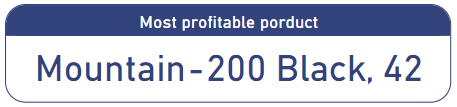 Most profitable porduct
Mountain-200 Black, 42